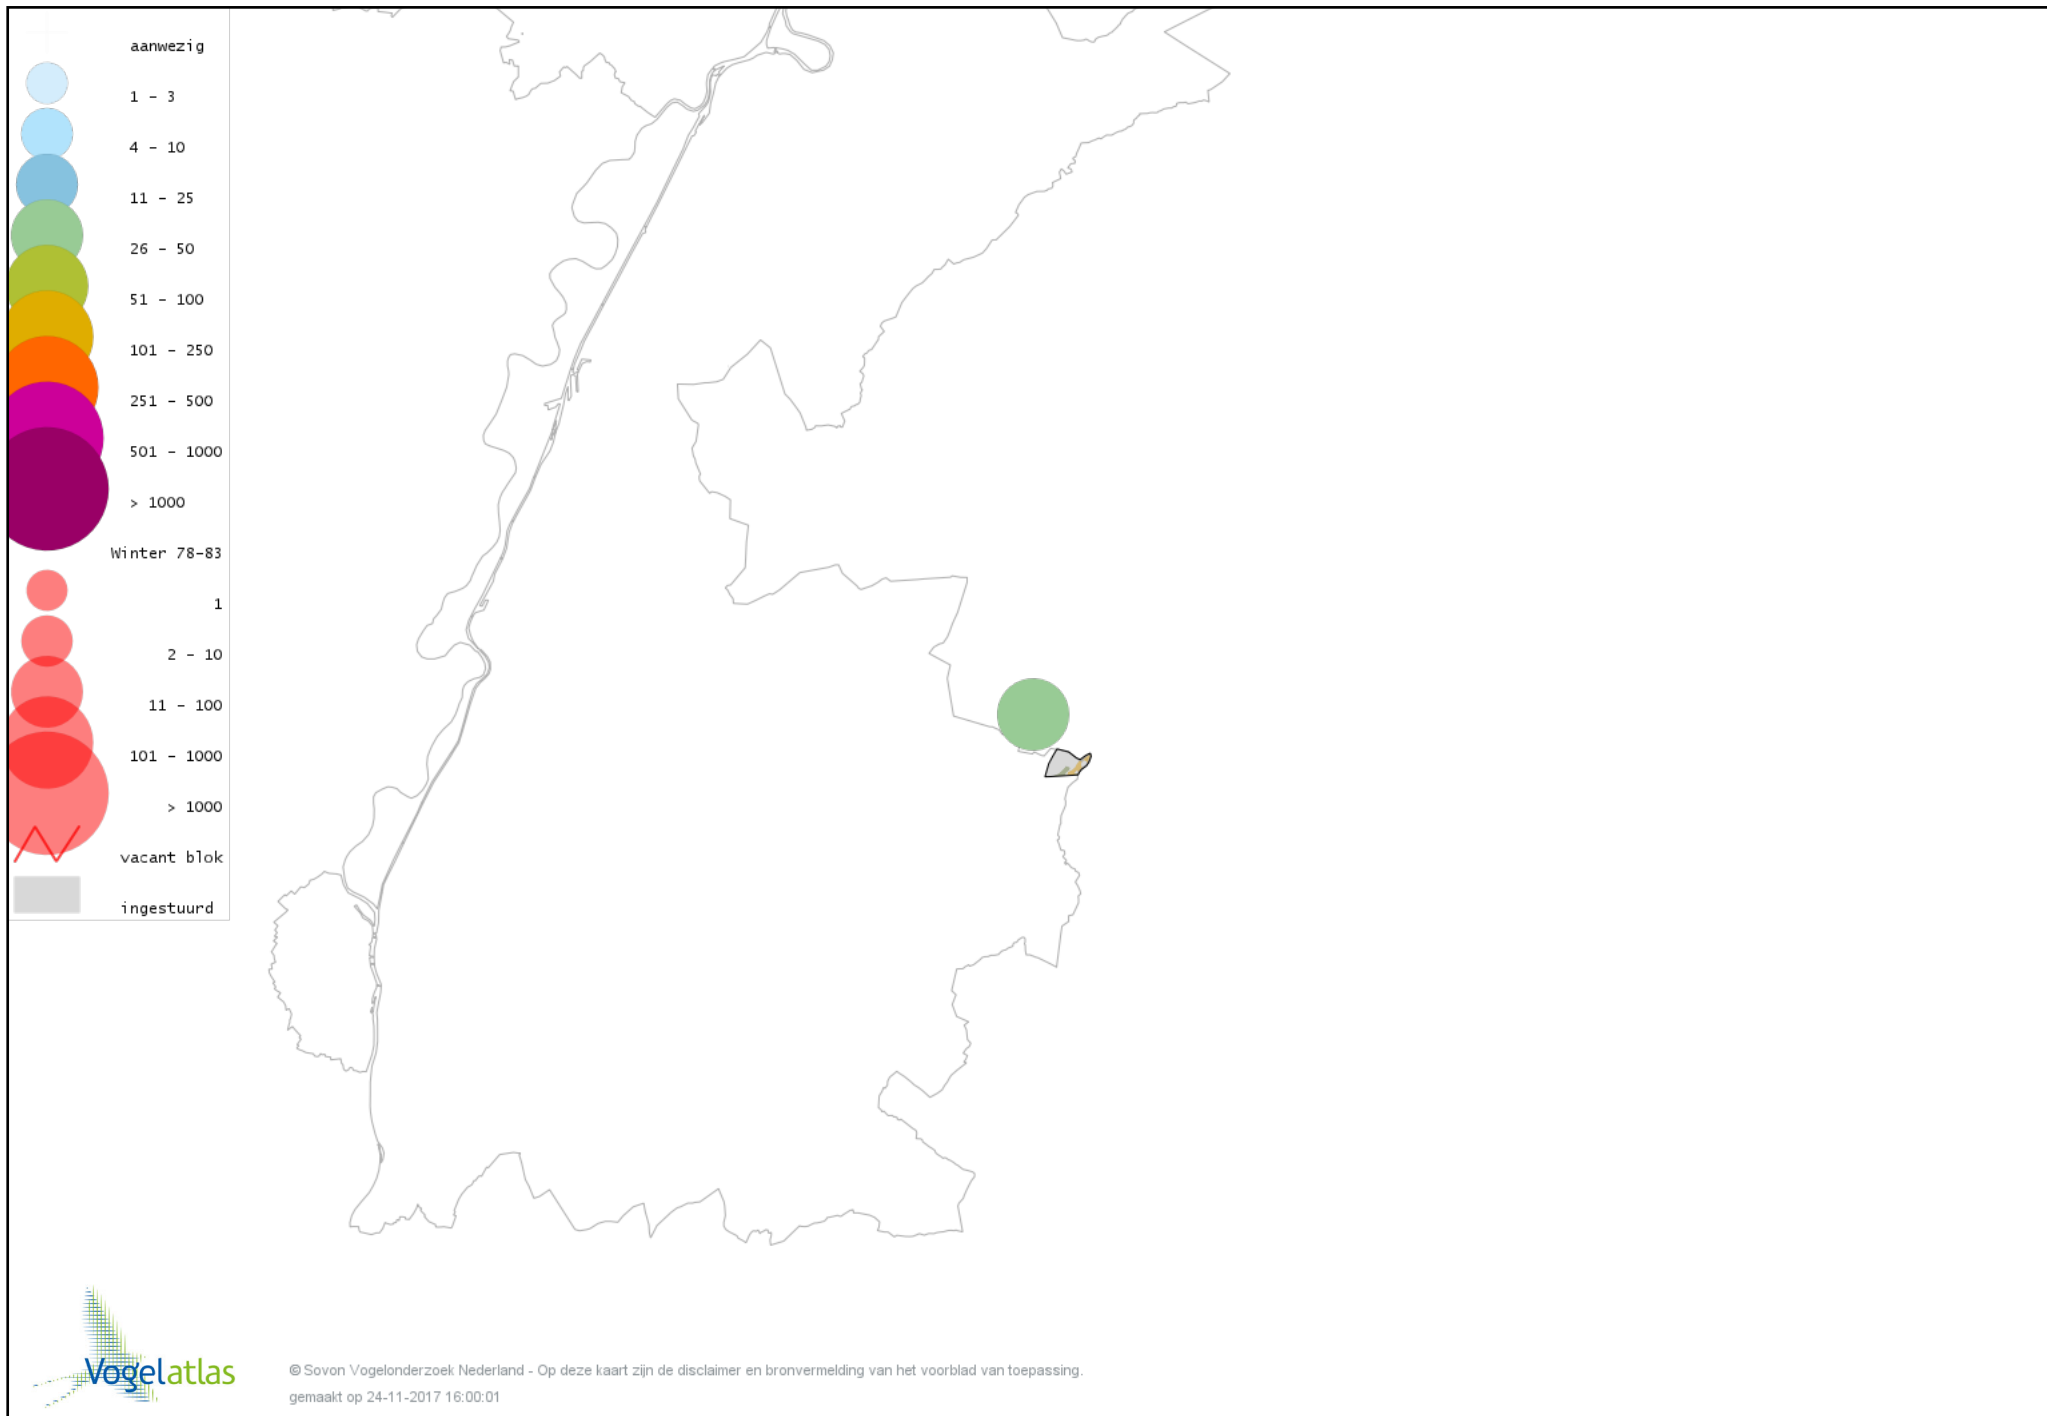 aanwezig
1 - 3
4 - 10
11 - 25
26 - 50
51 - 100
101 - 250
251 - 500
501 - 1000
> 1000
Winter 78-83
1
2 - 10
11 - 100
101 - 1000
> 1000
vacant blok
ingestuurd
Vogelatlas
© Sovon Vogelonderzoek Nederland - Op deze kaart zijn de disclaimer en bronvermelding van het voorblad van toepassing.
gemaakt op 24-11-2017 16:00:01